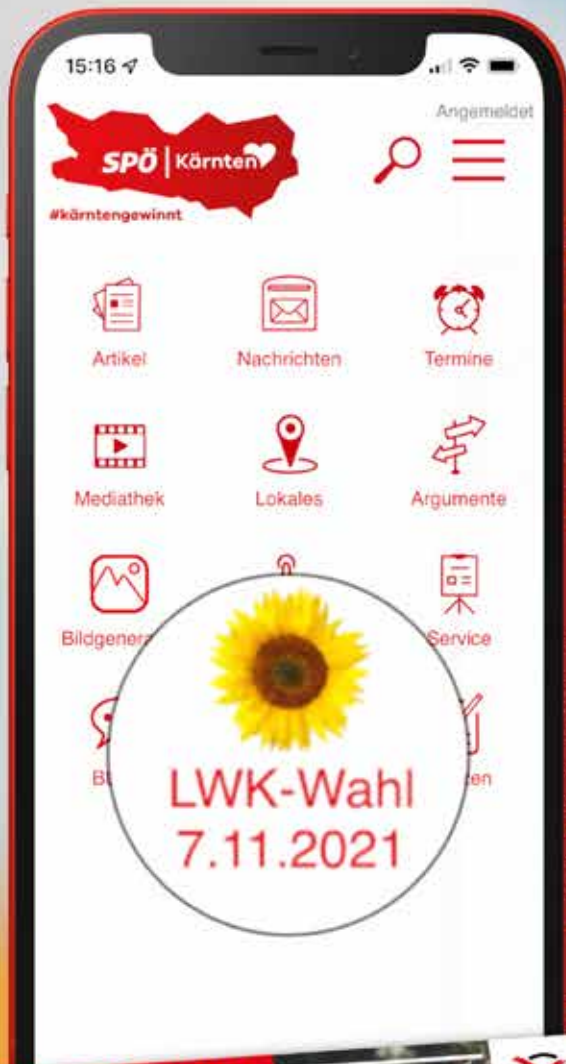 15:16
Angemeldet
SPÖ | Kärnten
#kärntengewinnt
Artikel
Nachrichten
Termine
Mediathek
Lokales
Argumente
Service
LWK-Wahl
7.11.2021